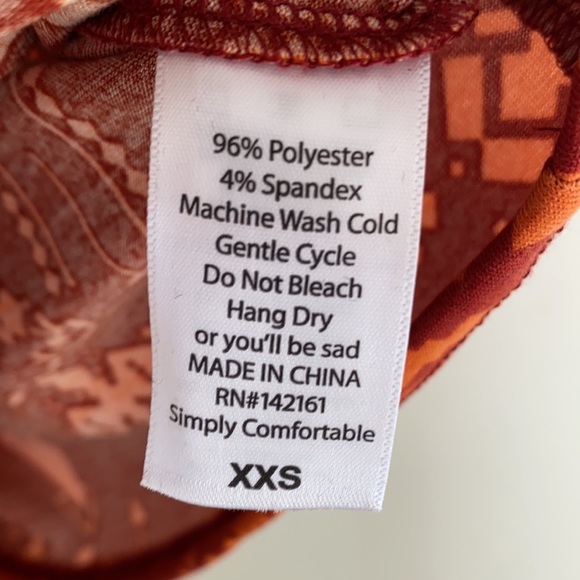 96% Polyester
4% Spandex
Machine Wash Cold
Gentle Cycle
Do Not Bleach
Hang Dry
or you'll be sad
MADE IN CHINA
RN#142161
Simply Comfortable
XXS